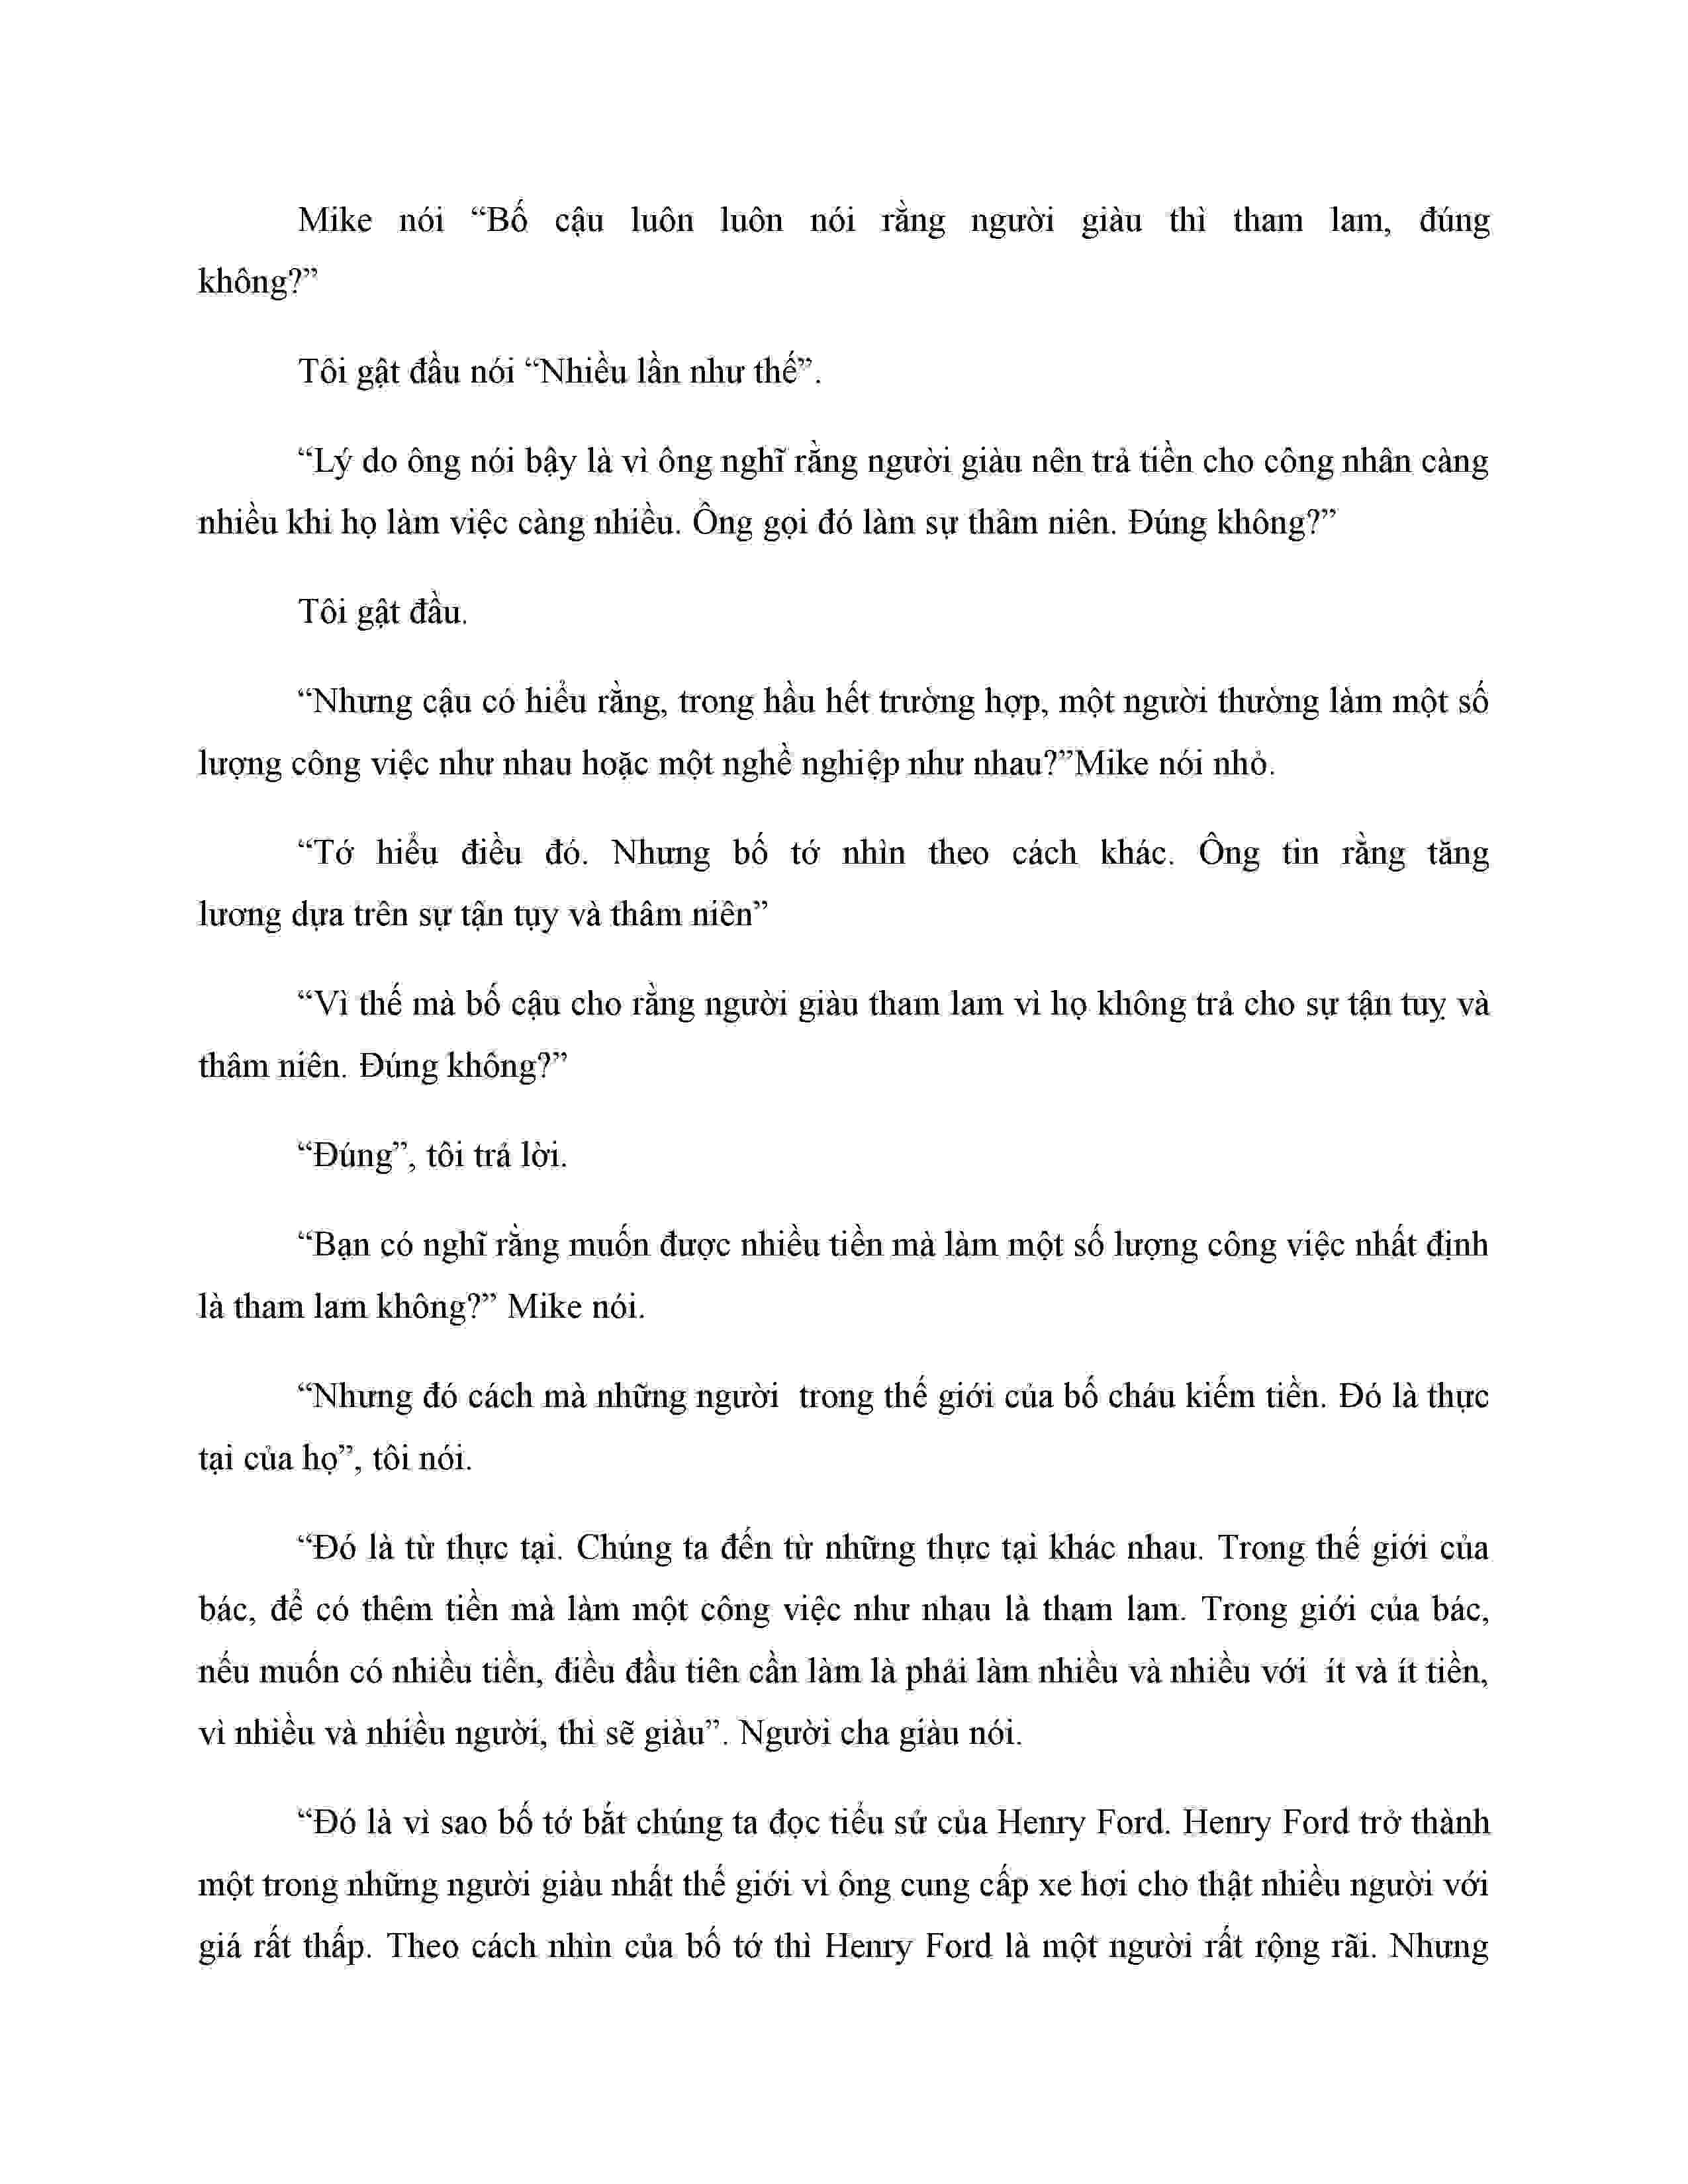 Mike nói “Bố cậu luôn luôn nói rằng người giàu thì tham lam, đúng
không?”
Tôi gật đầu nói “Nhiều lần như thế”.
“Lý do ông nói bậy là vì ông nghĩ rằng người giàu nên trả tiền cho công nhân càng
nhiều khi họ làm việc càng nhiều. Ông gọi đó làm sự thâm niên. Đúng không?”
Tôi gật đầu.
“Nhưng cậu có hiểu rằng, trong hầu hết trường hợp, một người thường làm một số
lượng công việc như nhau hoặc một nghề nghiệp như nhau?”Mike nói nhỏ.
“Tớ hiểu điều đó. Nhưng bố tớ nhìn theo cách khác. Ông tin rằng tăng
lương dựa trên sự tận tụy và thâm niên”
“Vì thế mà bố cậu cho rằng người giàu tham lam vì họ không trả cho sự tận tuỵ và
thâm niên. Đúng không?”
“Đúng”, tôi trả lời.
“Bạn có nghĩ rằng muốn được nhiều tiền mà làm một số lượng công việc nhất định
là tham lam không?” Mike nói.
“Nhưng đó cách mà những người  trong thế giới của bố cháu kiếm tiền. Đó là thực
tại của họ”, tôi nói.
“Đó là từ thực tại. Chúng ta đến từ những thực tại khác nhau. Trong thế giới của
bác, để có thêm tiền mà làm một công việc như nhau là tham lam. Trong giới của bác,
nếu muốn có nhiều tiền, điều đầu tiên cần làm là phải làm nhiều và nhiều với  ít và ít tiền,
vì nhiều và nhiều người, thì sẽ giàu”. Người cha giàu nói.
“Đó là vì sao bố tớ bắt chúng ta đọc tiểu sử của Henry Ford. Henry Ford trở thành
một trong những người giàu nhất thế giới vì ông cung cấp xe hơi cho thật nhiều người với
giá rất thấp. Theo cách nhìn của bố tớ thì Henry Ford là một người rất rộng rãi. Nhưng